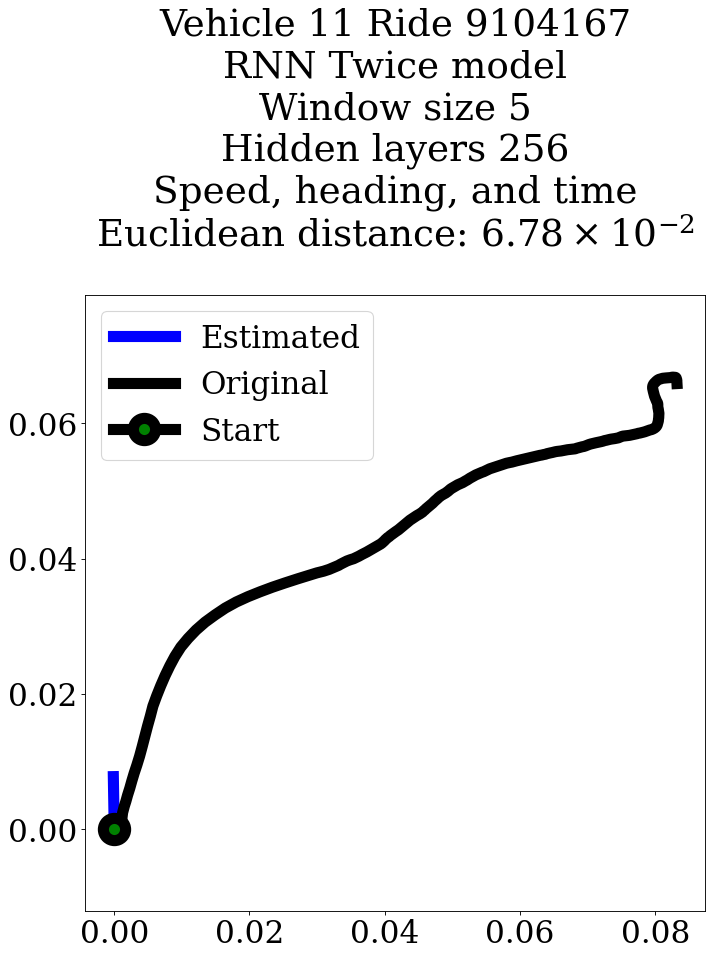 Vehicle 11 Ride 9104167
RNN Twice model
Window size 5
Hidden layers 256
Speed, heading, and time
Euclidean distance: 6.78 × 10⁻²
Estimated
Original
Start
0.06
0.04
0.02
0.00
0.00 0.02 0.04 0.06 0.08